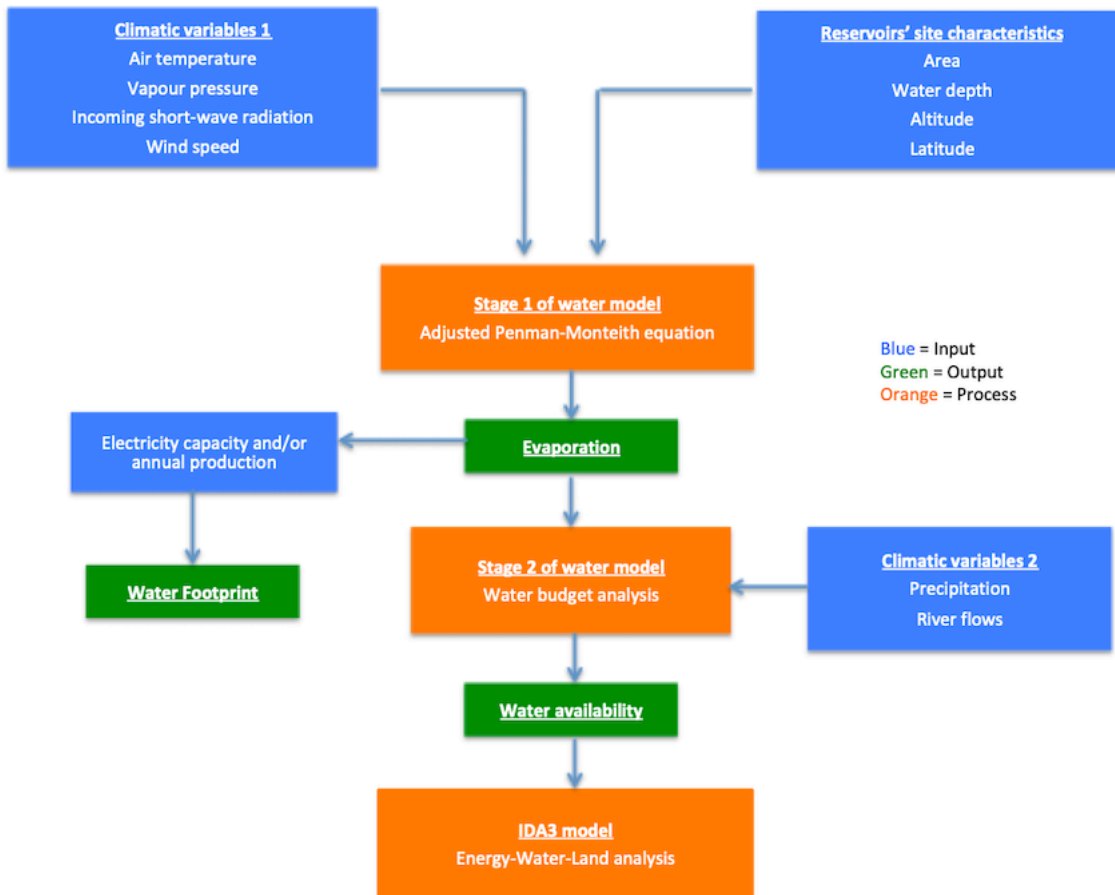 Climatic variables 1
Air temperature
Vapour pressure
Incoming short-wave radiation
Wind speed
Reservoirs' site characteristics
Area
Water depth
Altitude
Latitude
Stage 1 of water model
Adjusted Penman-Monteith equation
Blue = Input
Green = Output
Orange = Process
Electricity capacity and/or
annual production
Evaporation
Water Footprint
Stage 2 of water model
Water budget analysis
Climatic variables 2
Precipitation
River flows
Water availability
IDA3 model
Energy-Water-Land analysis